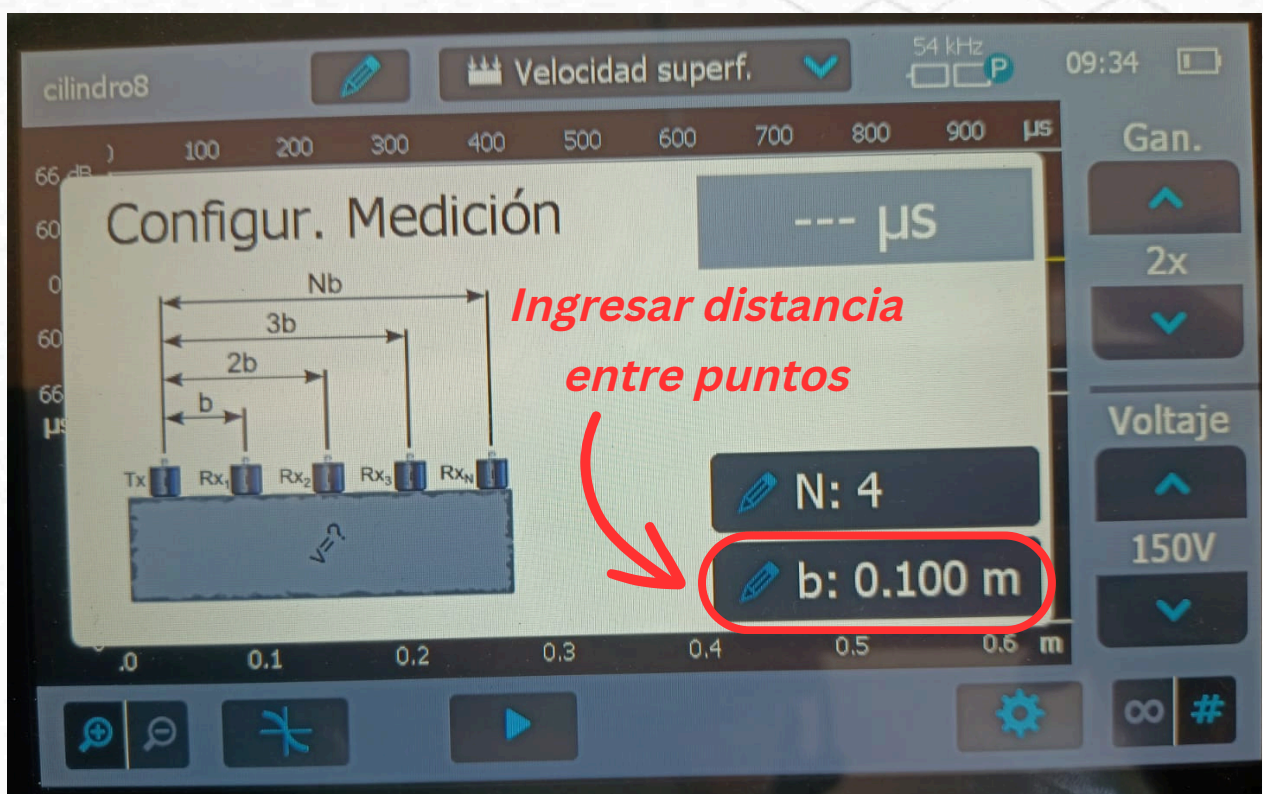 cilindro8
Velocidad superf.
54 kHz
P
09:34
100 200 300 400 500 600 700 800 900 µs
Gan.
66 dB
Configur. Medición
--- µs
60
2x
0
Nb
Ingresar distancia
3b
60
entre puntos
2b
66
b
Voltaje
µs
Tx Rx₁ Rx₂ Rx₃ RxN
N: 4
v=?
150V
b: 0.100 m
.0 0.1 0.2 0.3 0.4 0.5 0.6 m
∞ #